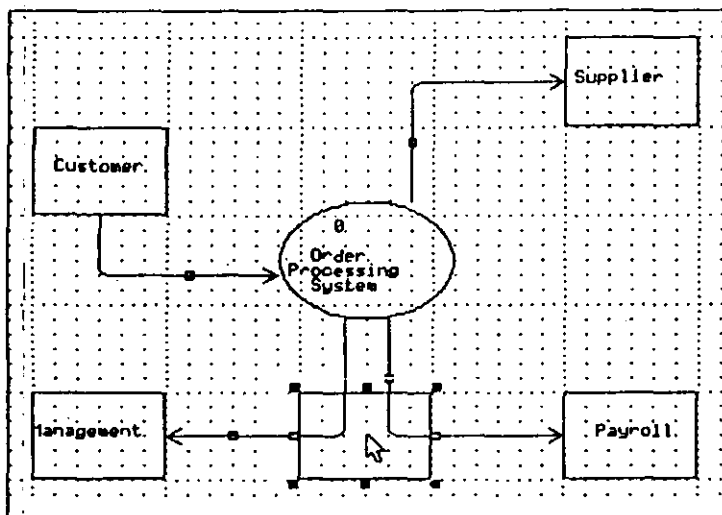 Supplier
Customer
0
Order
Processing
System
Management
Payroll